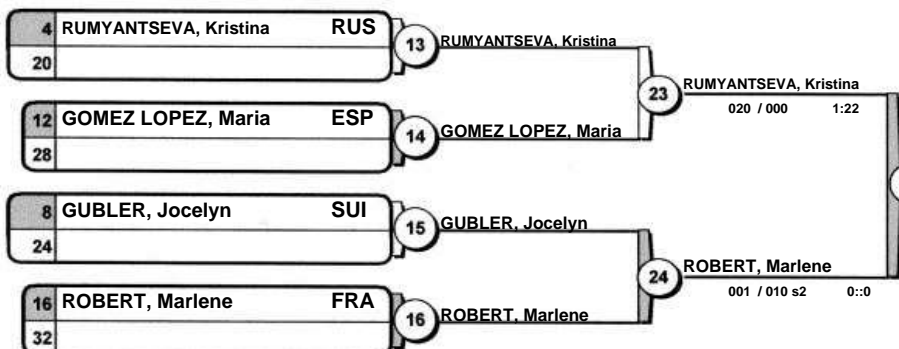 4 RUMYANTSEVA, Kristina RUS
20
13 RUMYANTSEVA, Kristina
12 GOMEZ LOPEZ, Maria ESP
28
14 GOMEZ LOPEZ, Maria
23 RUMYANTSEVA, Kristina
020 / 000 1:22
8 GUBLER, Jocelyn SUI
24
15 GUBLER, Jocelyn
16 ROBERT, Marlene FRA
32
16 ROBERT, Marlene
24 ROBERT, Marlene
001 / 010 s2 0::0